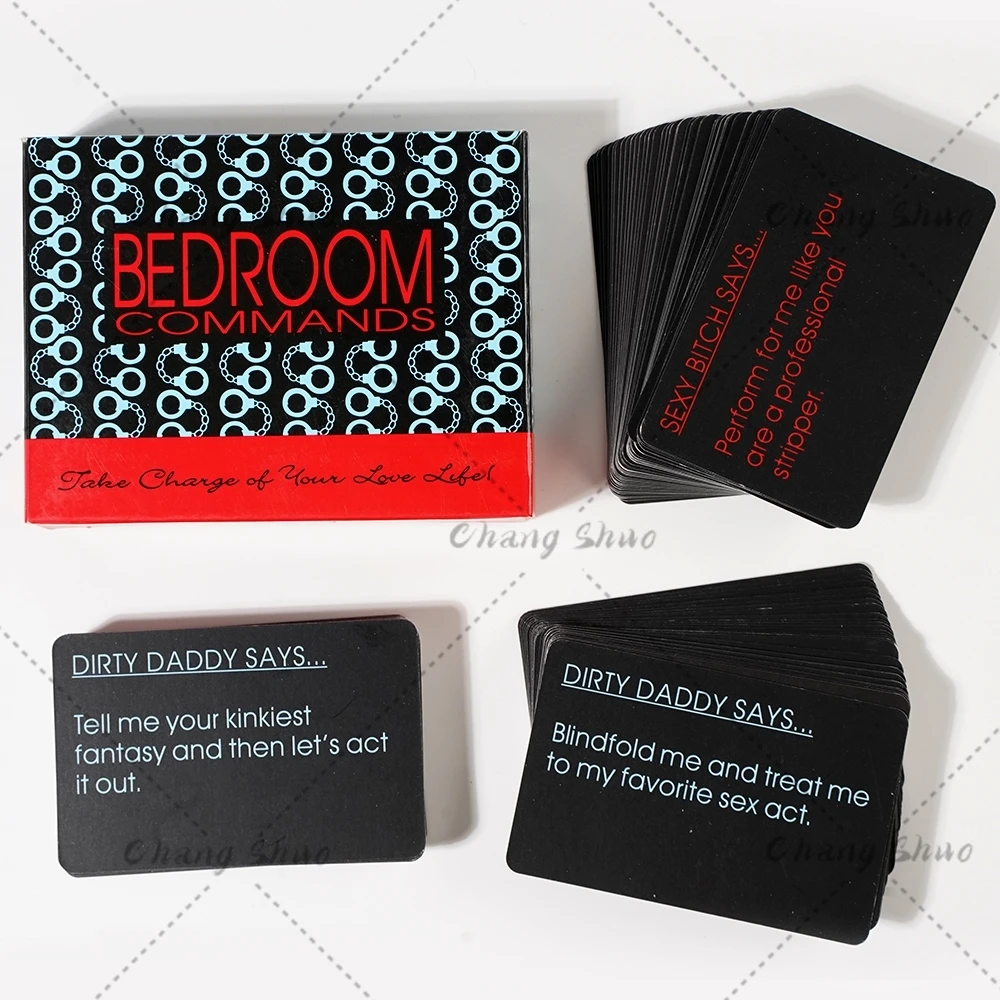 BEDROOM
COMMANDS
Take Charge of Your Love Life!
SEXY BITCH SAYS...
Perform for me like you
are a professional
stripper.
Chang Shuo
Chang Shuo
DIRTY DADDY SAYS...
Tell me your kinkiest
fantasy and then let's act
it out.
Chang Shuo
DIRTY DADDY SAYS...
Blindfold me and treat me
to my favorite sex act.
Chang Shuo